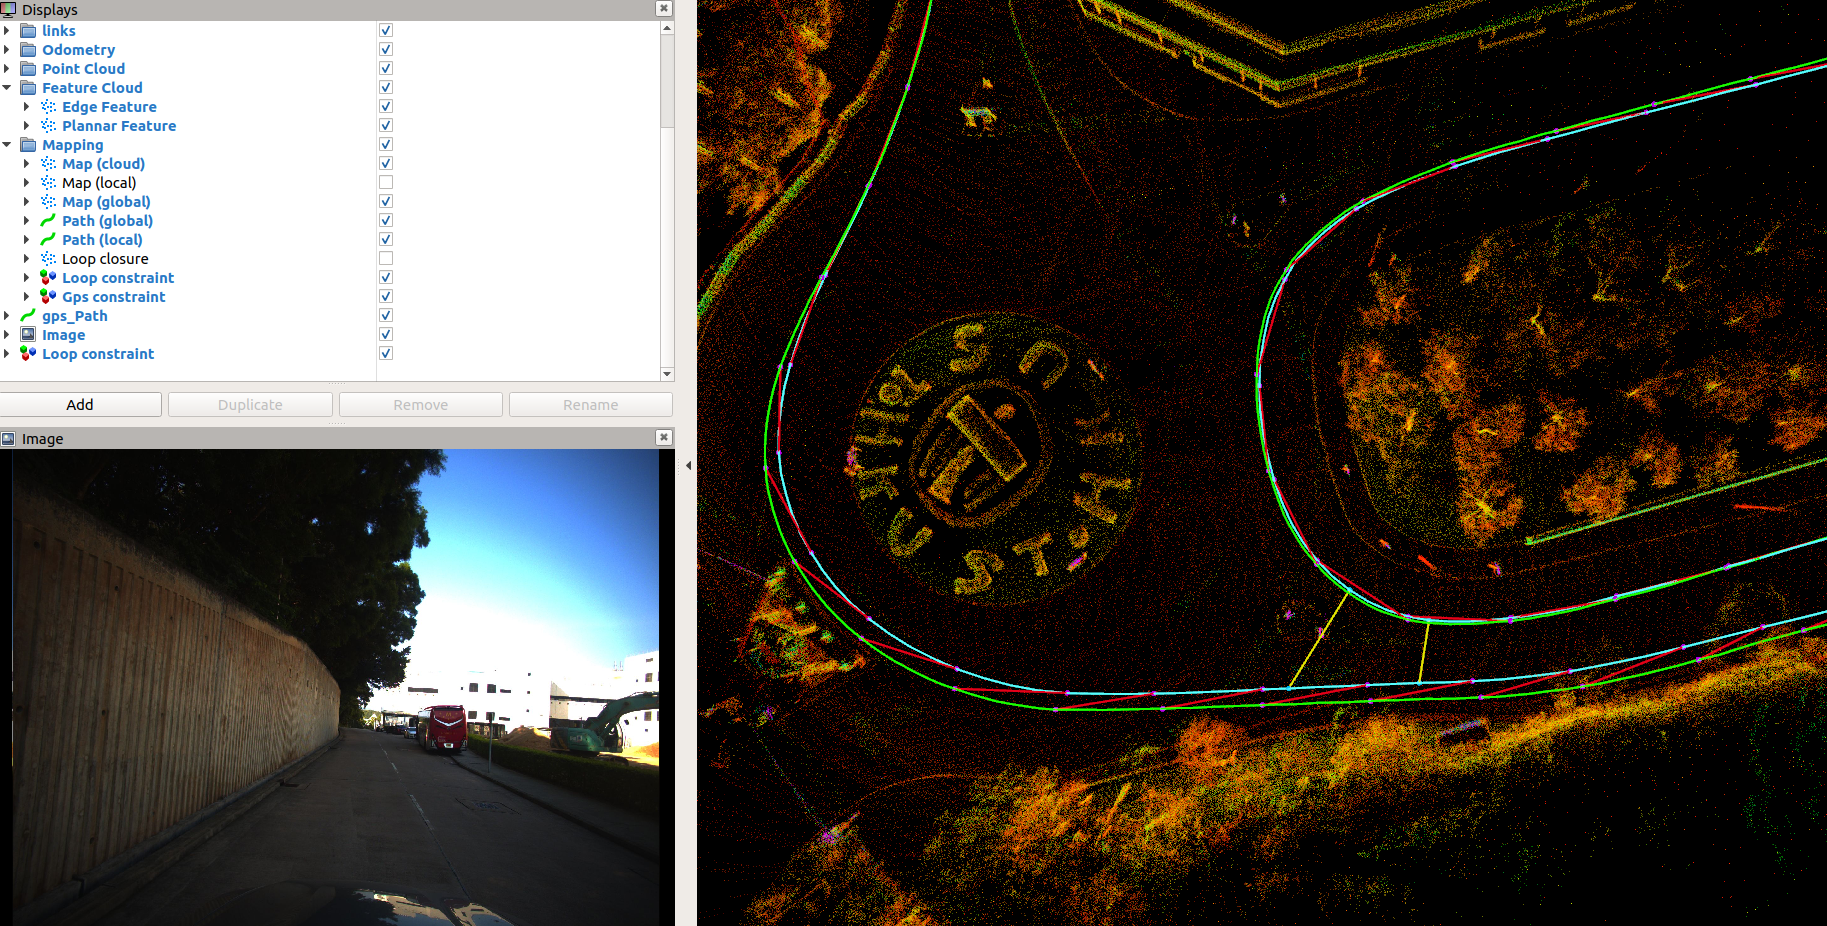 Displays
links
Odometry
Point Cloud
Feature Cloud
Edge Feature
Plannar Feature
Mapping
Map (cloud)
Map (local)
Map (global)
Path (global)
Path (local)
Loop closure
Loop constraint
Gps constraint
gps_Path
Image
Loop constraint
Add
Duplicate
Remove
Rename
Image